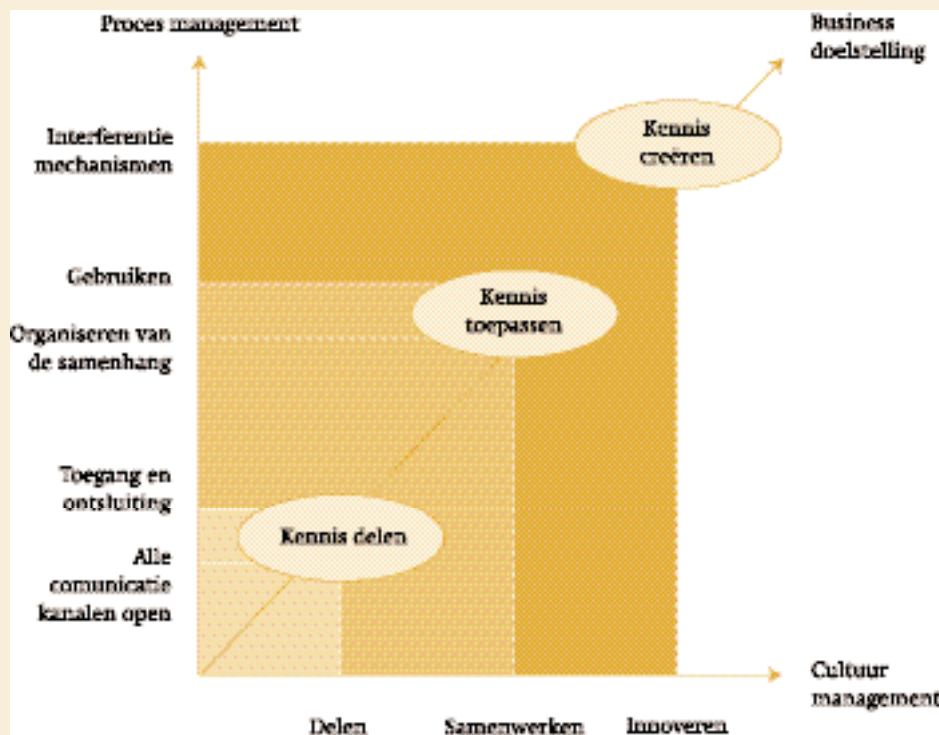 Proces management
Business
doelstelling
Interferentie
mechanismen
Kennis
creëren
Gebruiken
Kennis
toepassen
Organiseren van
de samenhang
Toegang en
ontsluiting
Kennis delen
Alle
comunicatie
kanalen open
Cultuur
management
Delen
Samenwerken
Innoveren